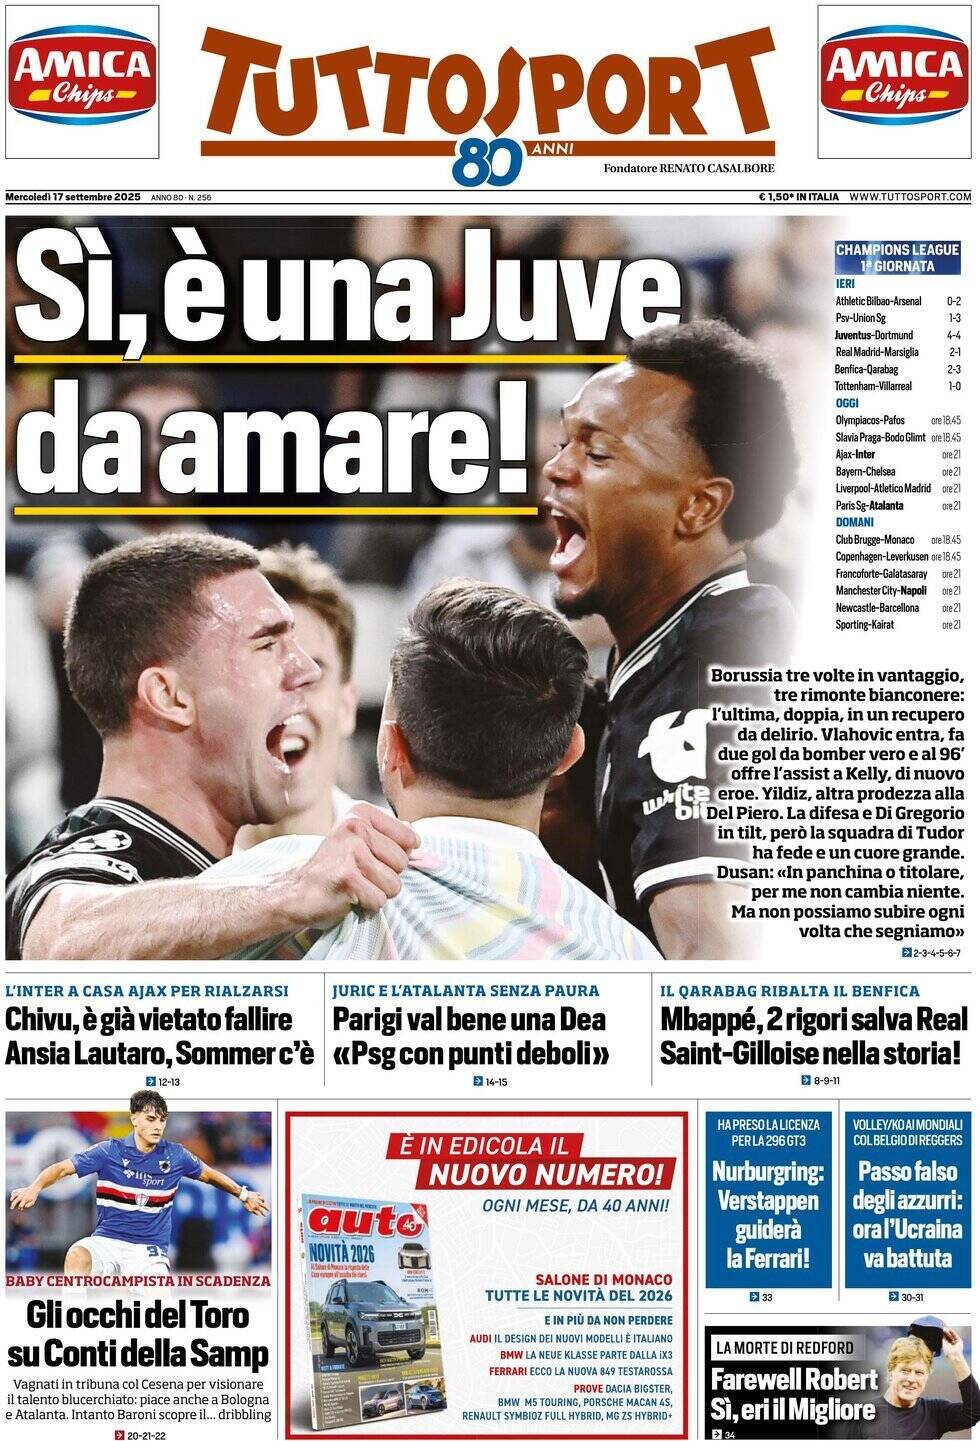 AMICA
Chips
TUTTOSPORT
80 ANNI
Fondatore RENATO CASALBORE
AMICA
Chips
Mercoledì 17 settembre 2025 ANNO 80 - N. 256
€ 1,50* IN ITALIA WWW.TUTTOSPORT.COM
Sì, è una Juve
da amare!
CHAMPIONS LEAGUE
1ª GIORNATA
IERI
Athletic Bilbao-Arsenal 0-2
Psv-Union Sg 1-3
Juventus-Dortmund 4-4
Real Madrid-Marsiglia 2-1
Benfica-Qarabag 2-3
Tottenham-Villarreal 1-0
OGGI
Olympiacos-Pafos ore 18.45
Slavia Praga-Bodo Glimt ore 18.45
Ajax-Inter ore 21
Bayern-Chelsea ore 21
Liverpool-Atletico Madrid ore 21
Paris Sg-Atalanta ore 21
DOMANI
Club Brugge-Monaco ore 18.45
Copenhagen-Leverkusen ore 18.45
Francoforte-Galatasaray ore 21
Manchester City-Napoli ore 21
Newcastle-Barcellona ore 21
Sporting-Kairat ore 21
Borussia tre volte in vantaggio,
tre rimonte bianconere:
l'ultima, doppia, in un recupero
da delirio. Vlahovic entra, fa
due gol da bomber vero e al 96'
offre l'assist a Kelly, di nuovo
eroe. Yildiz, altra prodezza alla
Del Piero. La difesa e Di Gregorio
in tilt, però la squadra di Tudor
ha fede e un cuore grande.
Dusan: «In panchina o titolare,
per me non cambia niente.
Ma non possiamo subire ogni
volta che segniamo»
2-3-4-5-6-7
white
bit
L'INTER A CASA AJAX PER RIALZARSI
Chivu, è già vietato fallire
Ansia Lautaro, Sommer c'è
12-13
JURIC E L'ATALANTA SENZA PAURA
Parigi val bene una Dea
«Psg con punti deboli»
14-15
IL QARABAG RIBALTA IL BENFICA
Mbappé, 2 rigori salva Real
Saint-Gilloise nella storia!
8-9-11
sport
BABY CENTROCAMPISTA IN SCADENZA
Gli occhi del Toro
su Conti della Samp
Vagnati in tribuna col Cesena per visionare
il talento blucerchiato: piace anche a Bologna
e Atalanta. Intanto Baroni scopre il... dribbling
20-21-22
È IN EDICOLA IL
NUOVO NUMERO!
OGNI MESE, DA 40 ANNI!
auto
40
NOVITÀ 2026
SALONE DI MONACO
TUTTE LE NOVITÀ DEL 2026
E IN PIÙ DA NON PERDERE
AUDI IL DESIGN DEI NUOVI MODELLI È ITALIANO
BMW LA NEUE KLASSE PARTE DALLA iX3
FERRARI ECCO LA NUOVA 849 TESTAROSSA
PROVE DACIA BIGSTER,
BMW M5 TOURING, PORSCHE MACAN 4S,
RENAULT SYMBIOZ FULL HYBRID, MG ZS HYBRID+
HA PRESO LA LICENZA
PER LA 296 GT3
Nurburgring:
Verstappen
guiderà
la Ferrari!
33
VOLLEY/KO AI MONDIALI
COL BELGIO DI REGGERS
Passo falso
degli azzurri:
ora l'Ucraina
va battuta
30-31
LA MORTE DI REDFORD
Farewell Robert
Sì, eri il Migliore
34